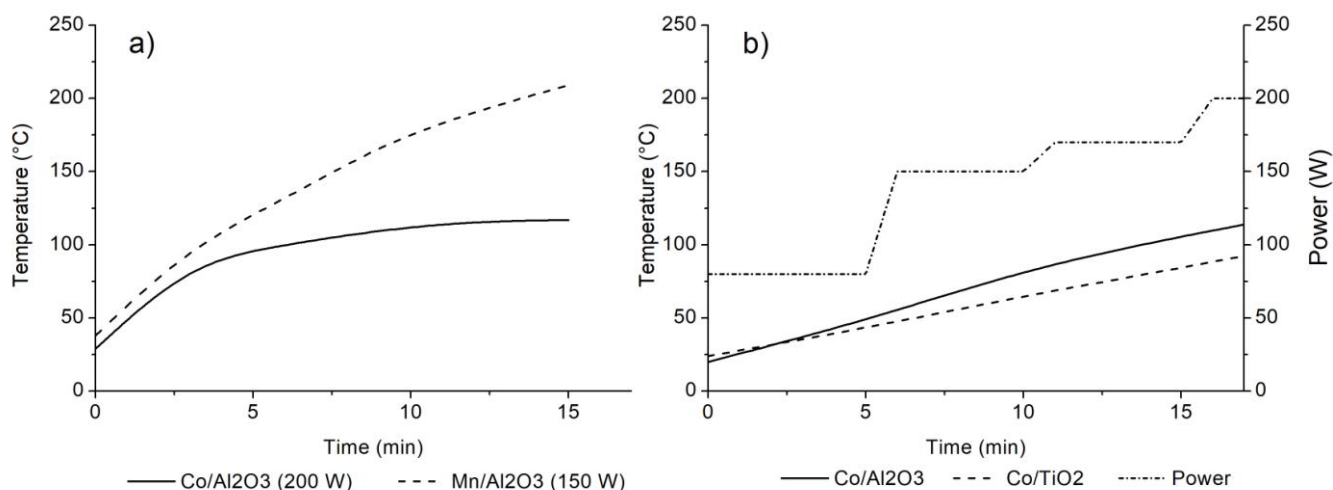 a)
250
200
150
100
50
0
Temperature (°C)
0
5
10
15
Time (min)
Co/Al2O3 (200 W)
Mn/Al2O3 (150 W)
b)
250
200
150
100
50
0
Temperature (°C)
250
200
150
100
50
0
Power (W)
0
5
10
15
Time (min)
Co/Al2O3
Co/TiO2
Power